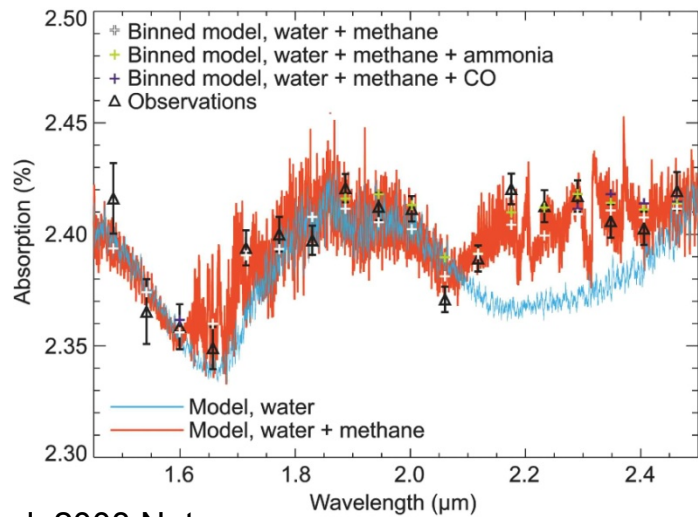 2.50
2.45
2.40
2.35
2.30
Absorption (%)
Binned model, water + methane
Binned model, water + methane + ammonia
Binned model, water + methane + CO
Observations
Model, water
Model, water + methane
1.6 1.8 2.0 2.2 2.4
Wavelength (μm)
2008